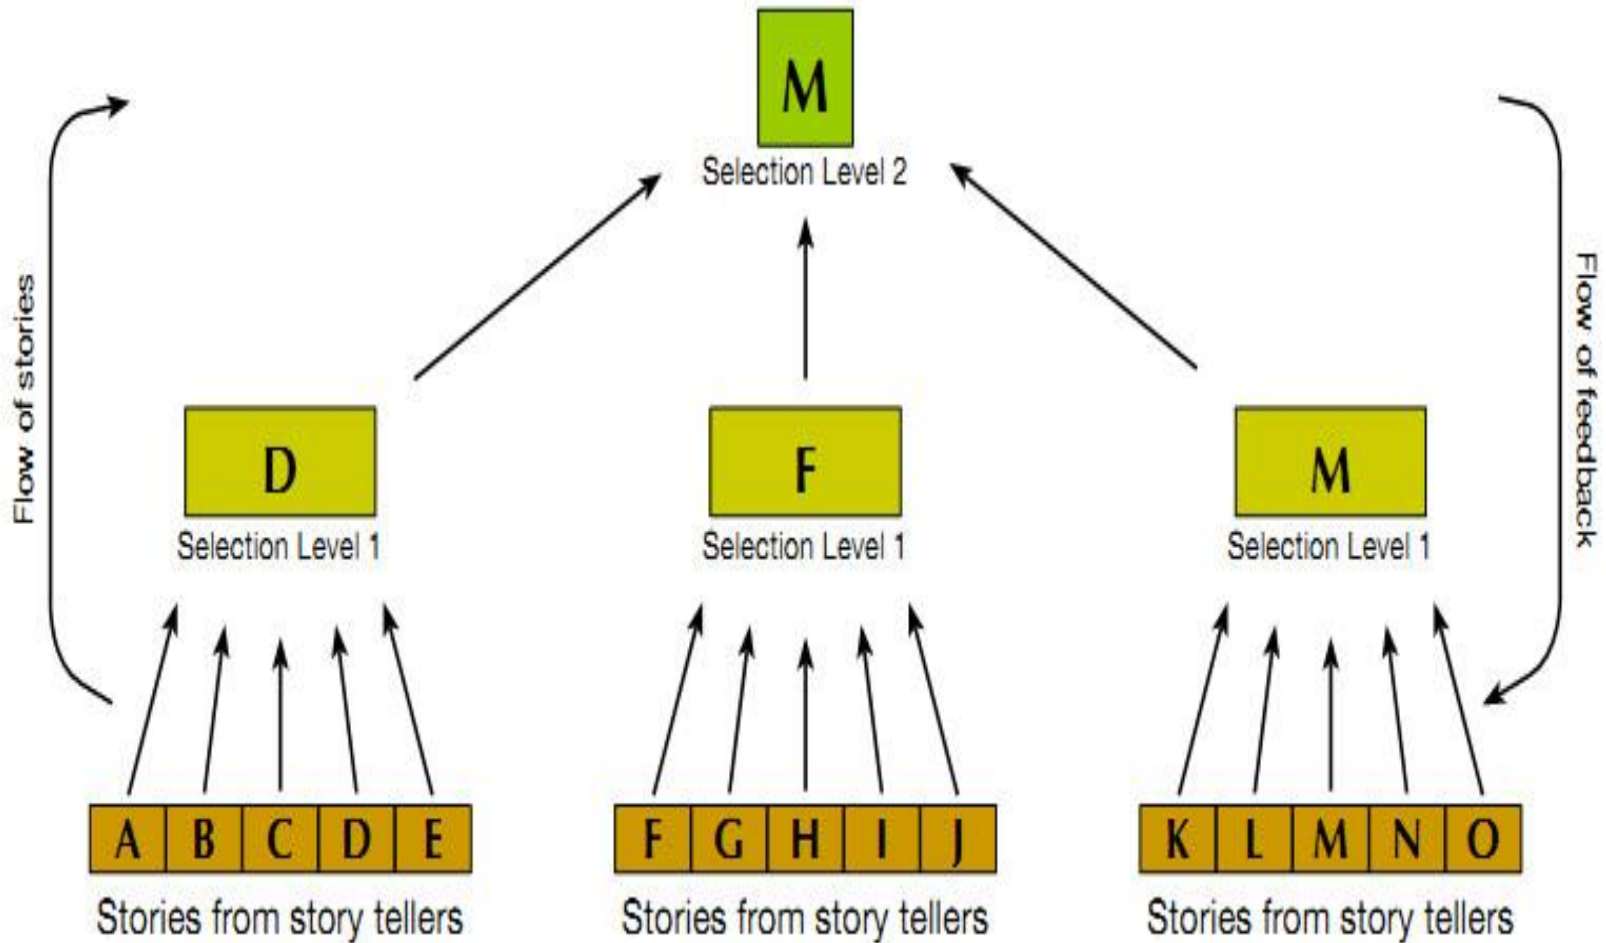 M
Selection Level 2
Flow of stories
Flow of feedback
D
F
M
Selection Level 1
Selection Level 1
Selection Level 1
A B C D E
F G H I J
K L M N O
Stories from story tellers
Stories from story tellers
Stories from story tellers